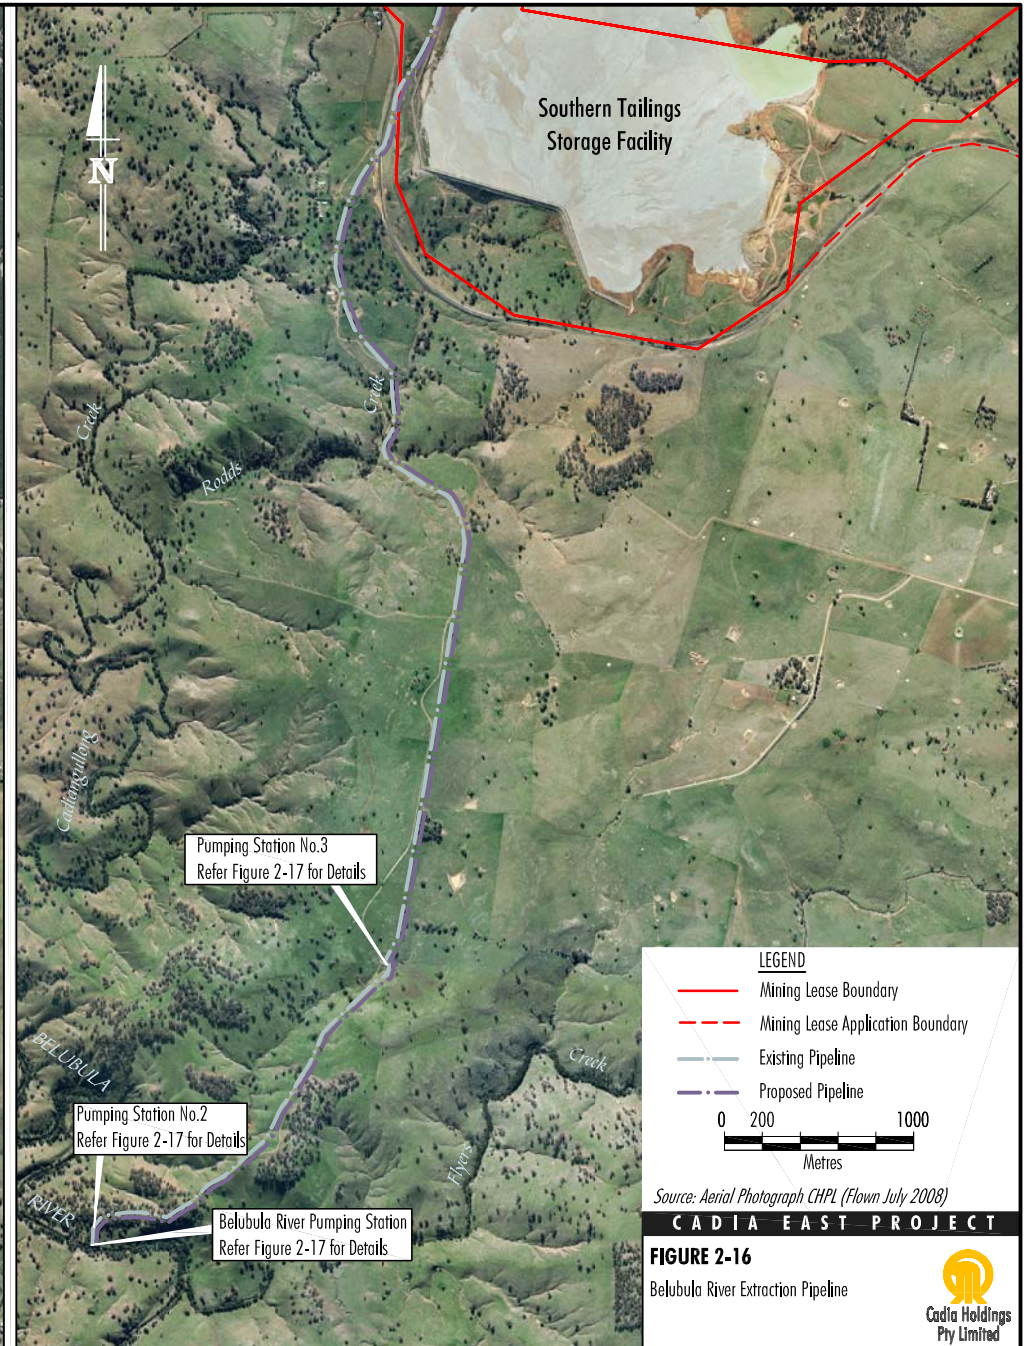 Southern Tailings
Storage Facility
N
Creek
Creek
Rodds
Cadiangullong
Pumping Station No.3
Refer Figure 2-17 for Details
BELUBULA
RIVER
Pumping Station No.2
Refer Figure 2-17 for Details
Belubula River Pumping Station
Refer Figure 2-17 for Details
Creek
Flyers
LEGEND
Mining Lease Boundary
Mining Lease Application Boundary
Existing Pipeline
Proposed Pipeline
0 200 1000
Metres
Source: Aerial Photograph CHPL (Flown July 2008)
CADIA EAST PROJECT
FIGURE 2-16
Belubula River Extraction Pipeline
Cadia Holdings
Pty Limited